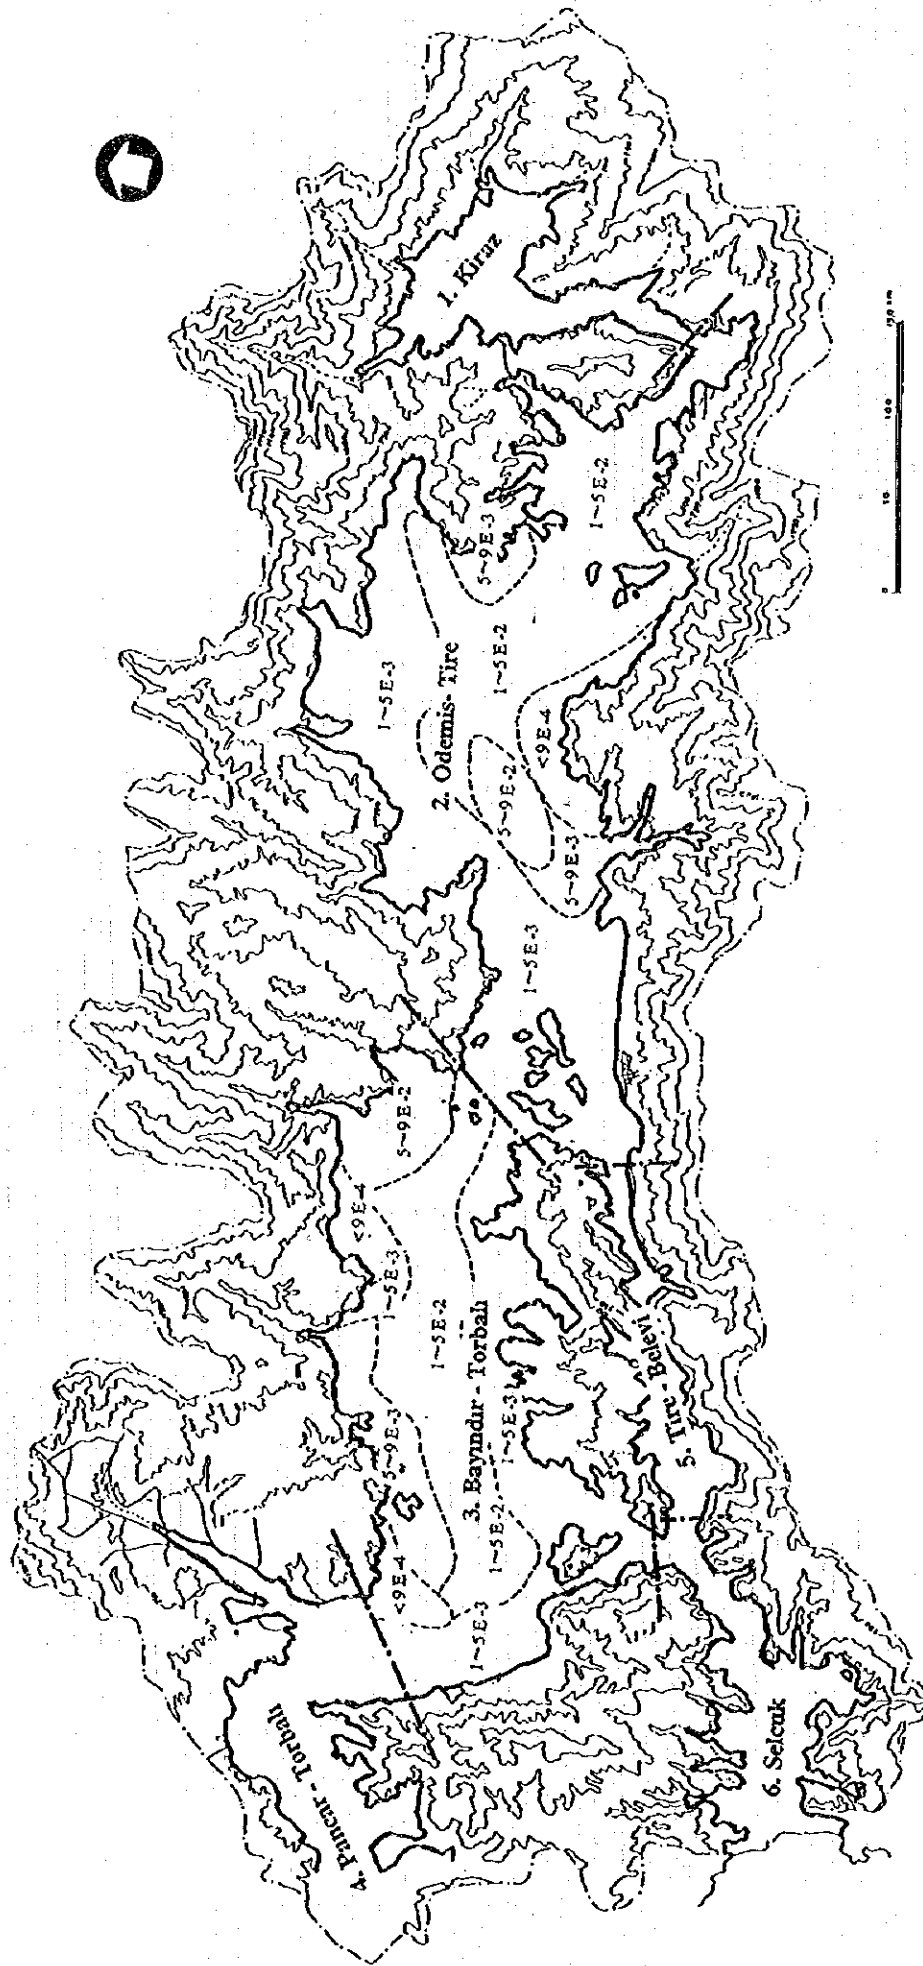 1. Kiraz
1~5E-2
5~9E-3
1~5E-3
2. Odemis- Tire
1~5E-2
<9E-4
5~9E-2
5~9E-3
1~5E-3
5~9E-2
<9E-4
1~5E-3
1~5E-2
3. Bayındır - Torbalı
1~5E-3
5~9E-3
1~5E-2
<9E-4
1~5E-3
4. Pancar - Torbalı
5. Tire - Belevi
6. Selcuk
0